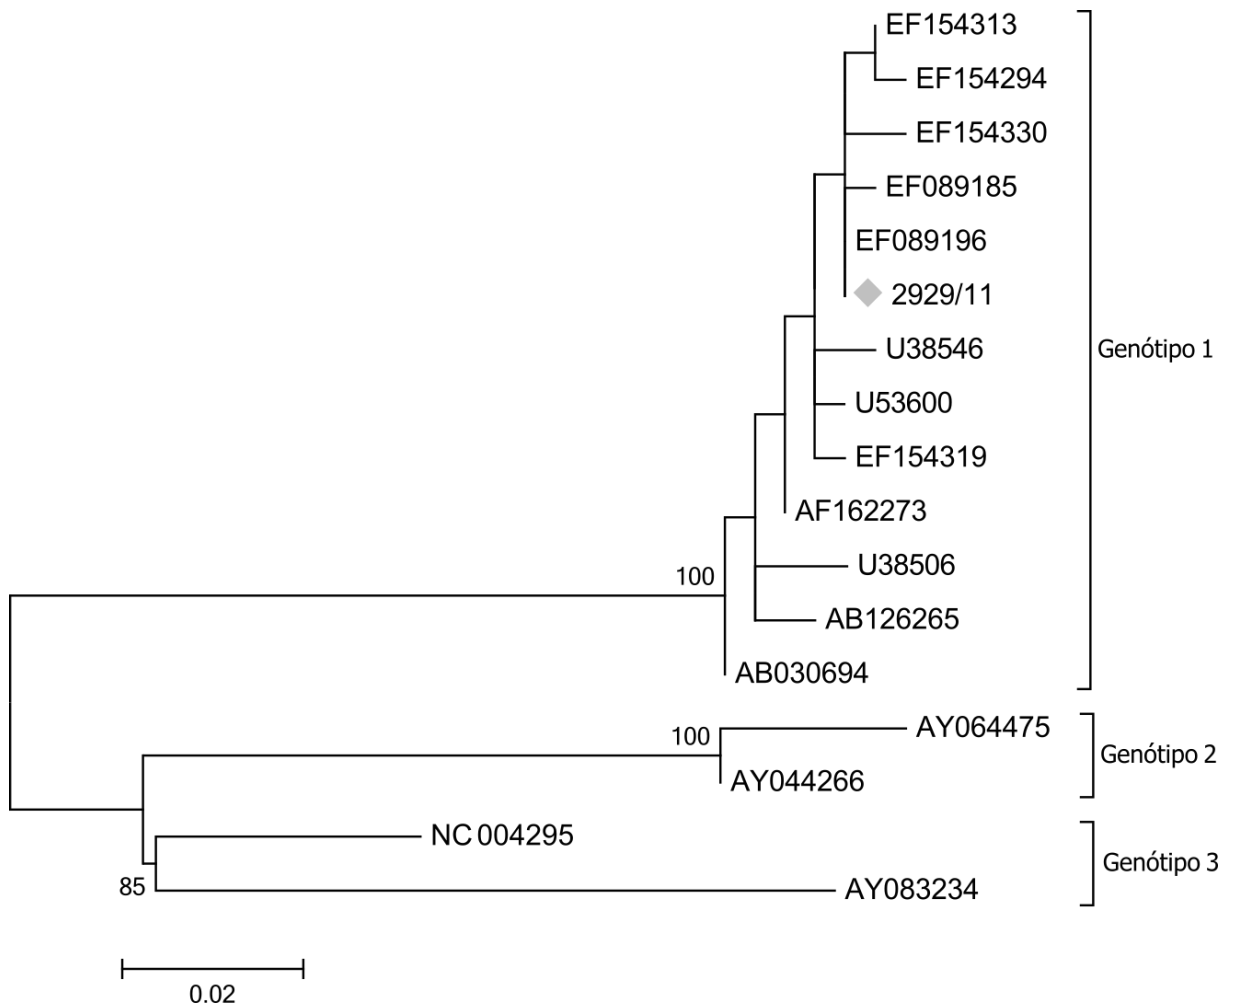 EF154313
EF154294
EF154330
EF089185
EF089196
2929/11
U38546
Genótipo 1
U53600
EF154319
AF162273
U38506
100
AB126265
AB030694
AY064475
100
Genótipo 2
AY044266
NC 004295
Genótipo 3
85
AY083234
0.02